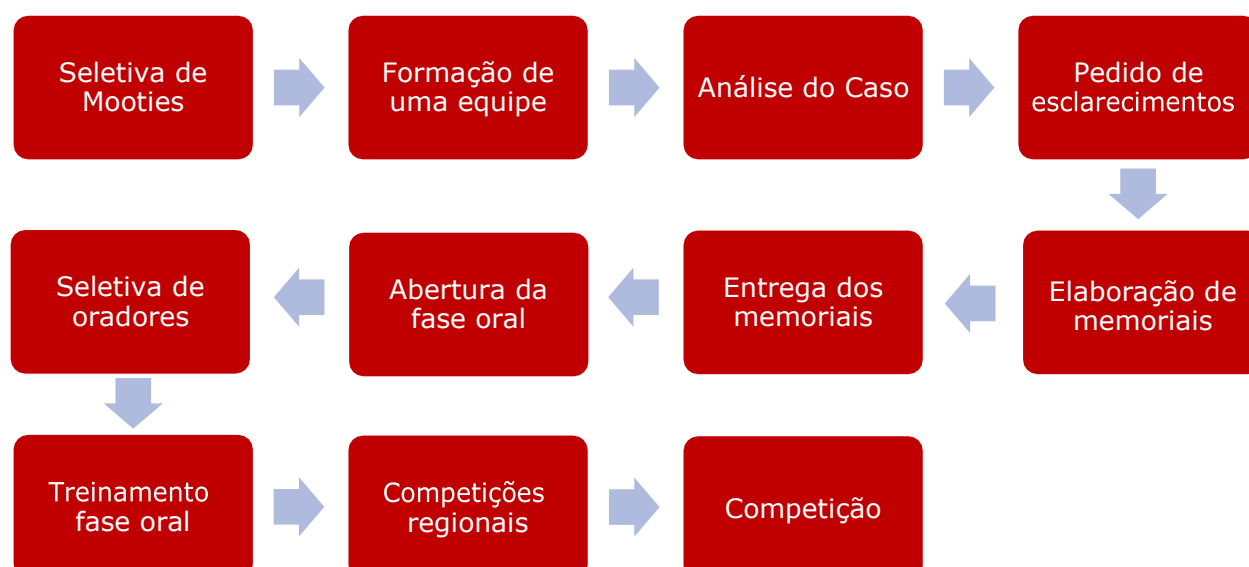 Seletiva de
Mooties
Formação de
uma equipe
Análise do Caso
Pedido de
esclarecimentos
Elaboração de
memoriais
Entrega dos
memoriais
Abertura da
fase oral
Seletiva de
oradores
Treinamento
fase oral
Competições
regionais
Competição